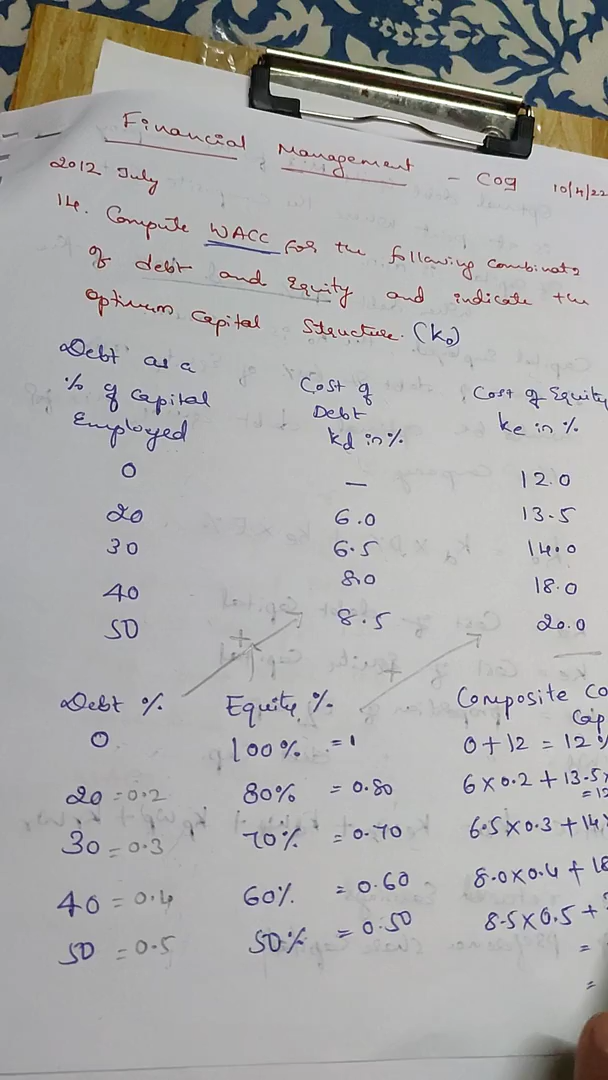 Financial Management - Cog 10/4/22
2012 July
14. Compute WACC for the following Combinats
of debt and Equity and indicate the
optimum Capital Structure. (ko)
Debt as a % of Capital Employed Cost of Debt kd in % Cost of Equity ke in %
0 — 12.0
20 6.0 13.5
30 6.5 14.0
40 8.0 18.0
50 8.5 20.0
Debt % Equity % Composite Co
Cap
0 100% = 1 0+12 = 12%
20 = 0.2 80% = 0.80 6×0.2 + 13.5×
= 12
30 = 0.3 70% = 0.70 6.5×0.3 + 14×
40 = 0.4 60% = 0.60 8.0×0.4 + 18
50 = 0.5 50% = 0.50 8.5×0.5 +
=
=